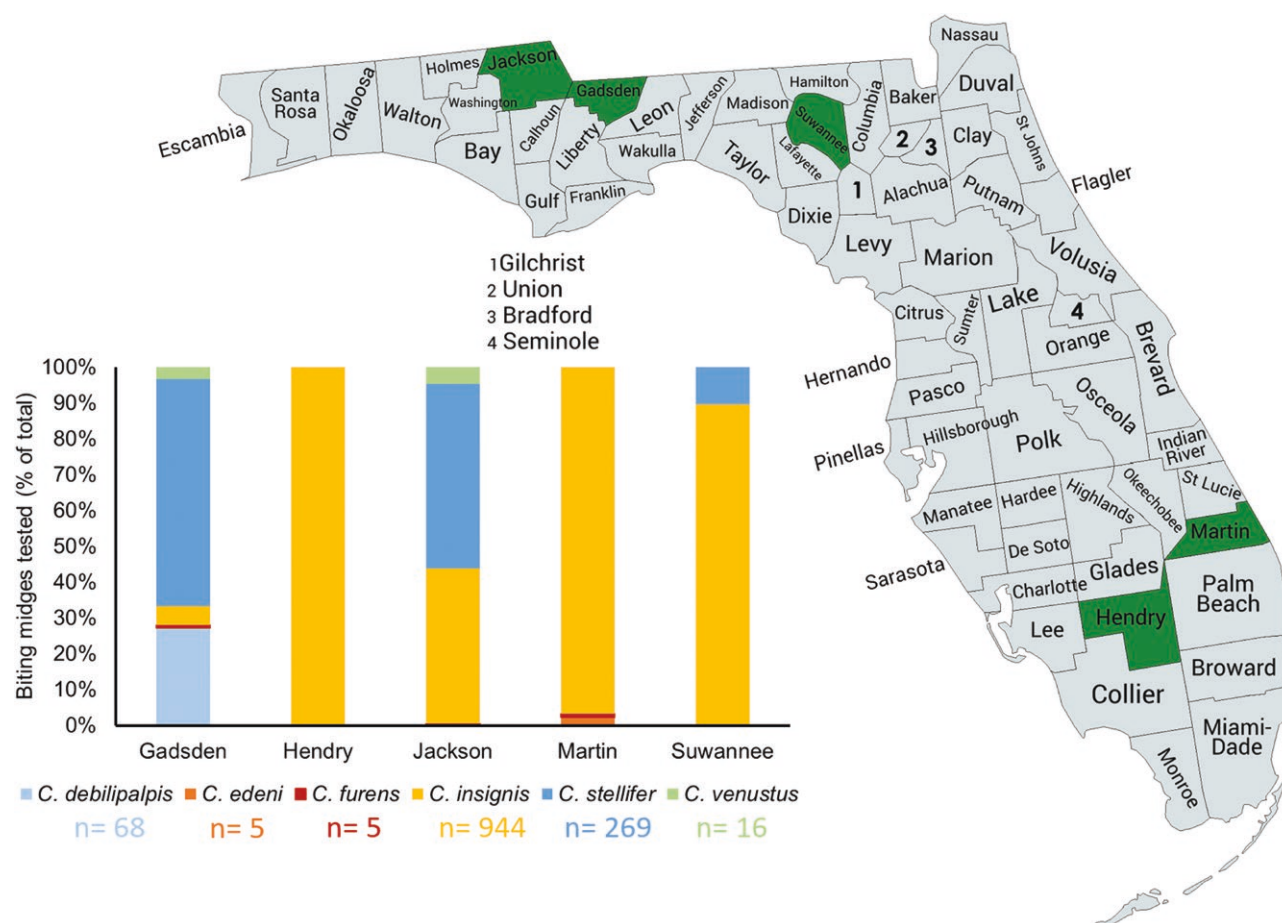 Nassau
Jackson
Holmes
Gadsden
Hamilton
Baker
Duval
Escambia
Santa
Rosa
Okaloosa
Walton
Washington
Calhoun
Liberty
Leon
Jefferson
Madison
Suwannee
Columbia
2
3
Clay
St Johns
Bay
Wakulla
Taylor
Lafayette
1
Alachua
Putnam
Flagler
Gulf
Franklin
Dixie
Levy
Marion
Volusia
1 Gilchrist
2 Union
3 Bradford
4 Seminole
Citrus
Sumter
Lake
4
Orange
Brevard
Hernando
Pasco
Osceola
Pinellas
Hillsborough
Polk
Indian
River
Manatee
Hardee
Highlands
Okeechobee
St Lucie
Sarasota
De Soto
Martin
Charlotte
Glades
Palm
Beach
Lee
Hendry
Broward
Collier
Miami-
Dade
Monroe
Biting midges tested (% of total)
100%
90%
80%
70%
60%
50%
40%
30%
20%
10%
0%
Gadsden Hendry Jackson Martin Suwannee
C. debilipalpis C. edeni C. furens C. insignis C. stellifer C. venustus
n= 68 n= 5 n= 5 n= 944 n= 269 n= 16